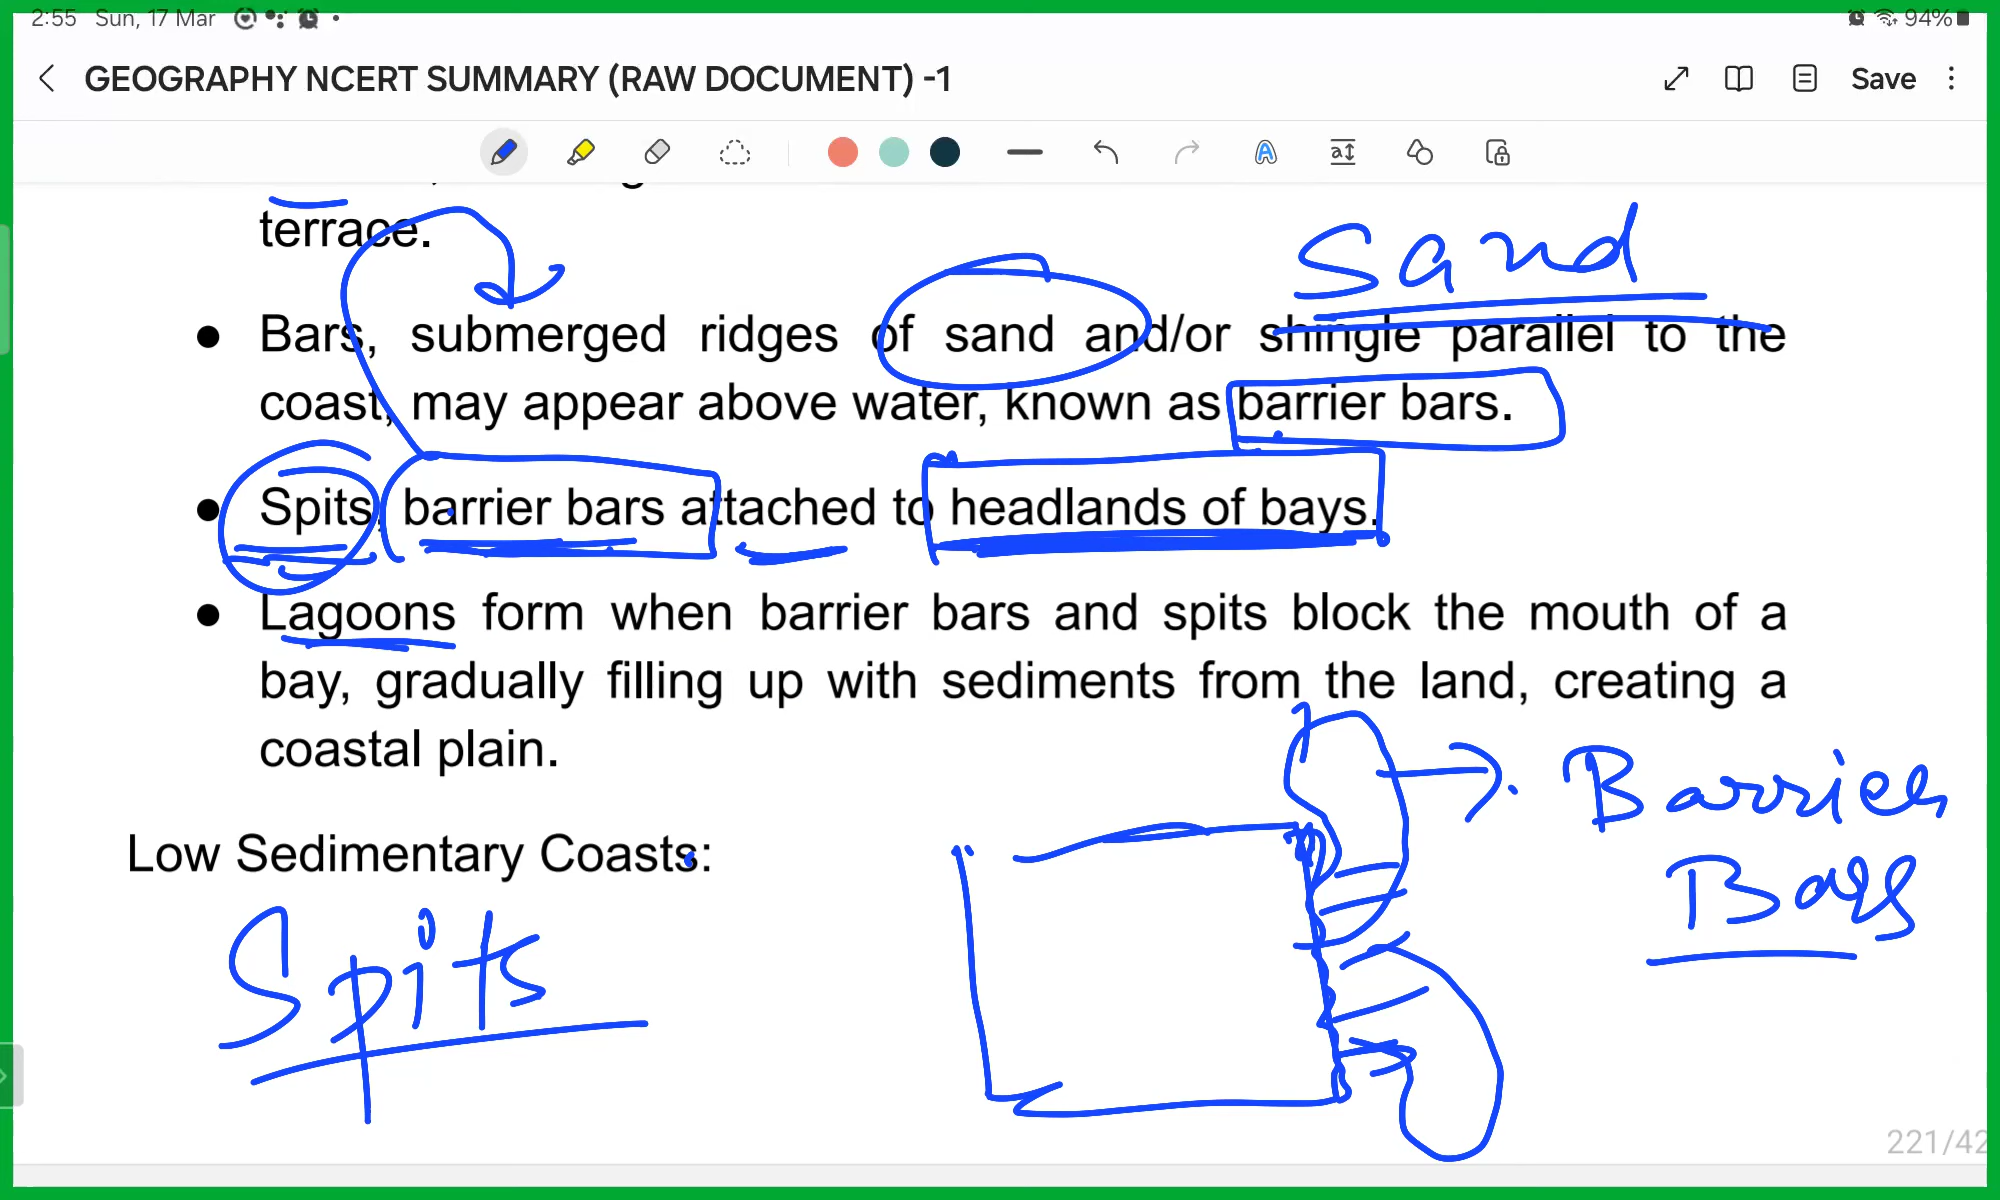 2:55 Sun, 17 Mar 94%
GEOGRAPHY NCERT SUMMARY (RAW DOCUMENT) -1 Save
terrace.
Sand
● Bars, submerged ridges of sand and/or shingle parallel to the
coast, may appear above water, known as barrier bars.
● Spits, barrier bars attached to headlands of bays.
● Lagoons form when barrier bars and spits block the mouth of a
bay, gradually filling up with sediments from the land, creating a
coastal plain.
Barrier
Bars
Low Sedimentary Coasts:
Spits
221/42